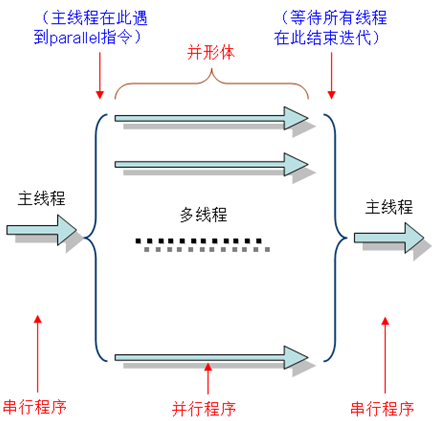 （主线程在此遇
到parallel指令）
（等待所有线程
在此结束迭代）
并形体
主线程
多线程
主线程
串行程序
并行程序
串行程序